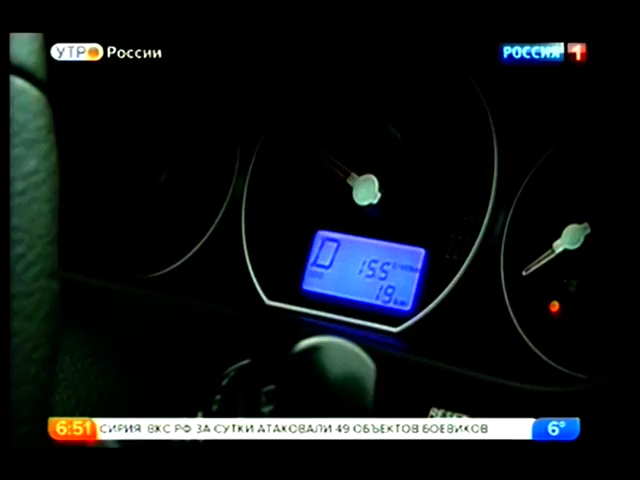 УТРО России
РОССИЯ 1
D
15.5
19 km
RESET
6:51 СИРИЯ. ВКС РФ ЗА СУТКИ АТАКОВАЛИ 49 ОБЪЕКТОВ БОЕВИКОВ 6°